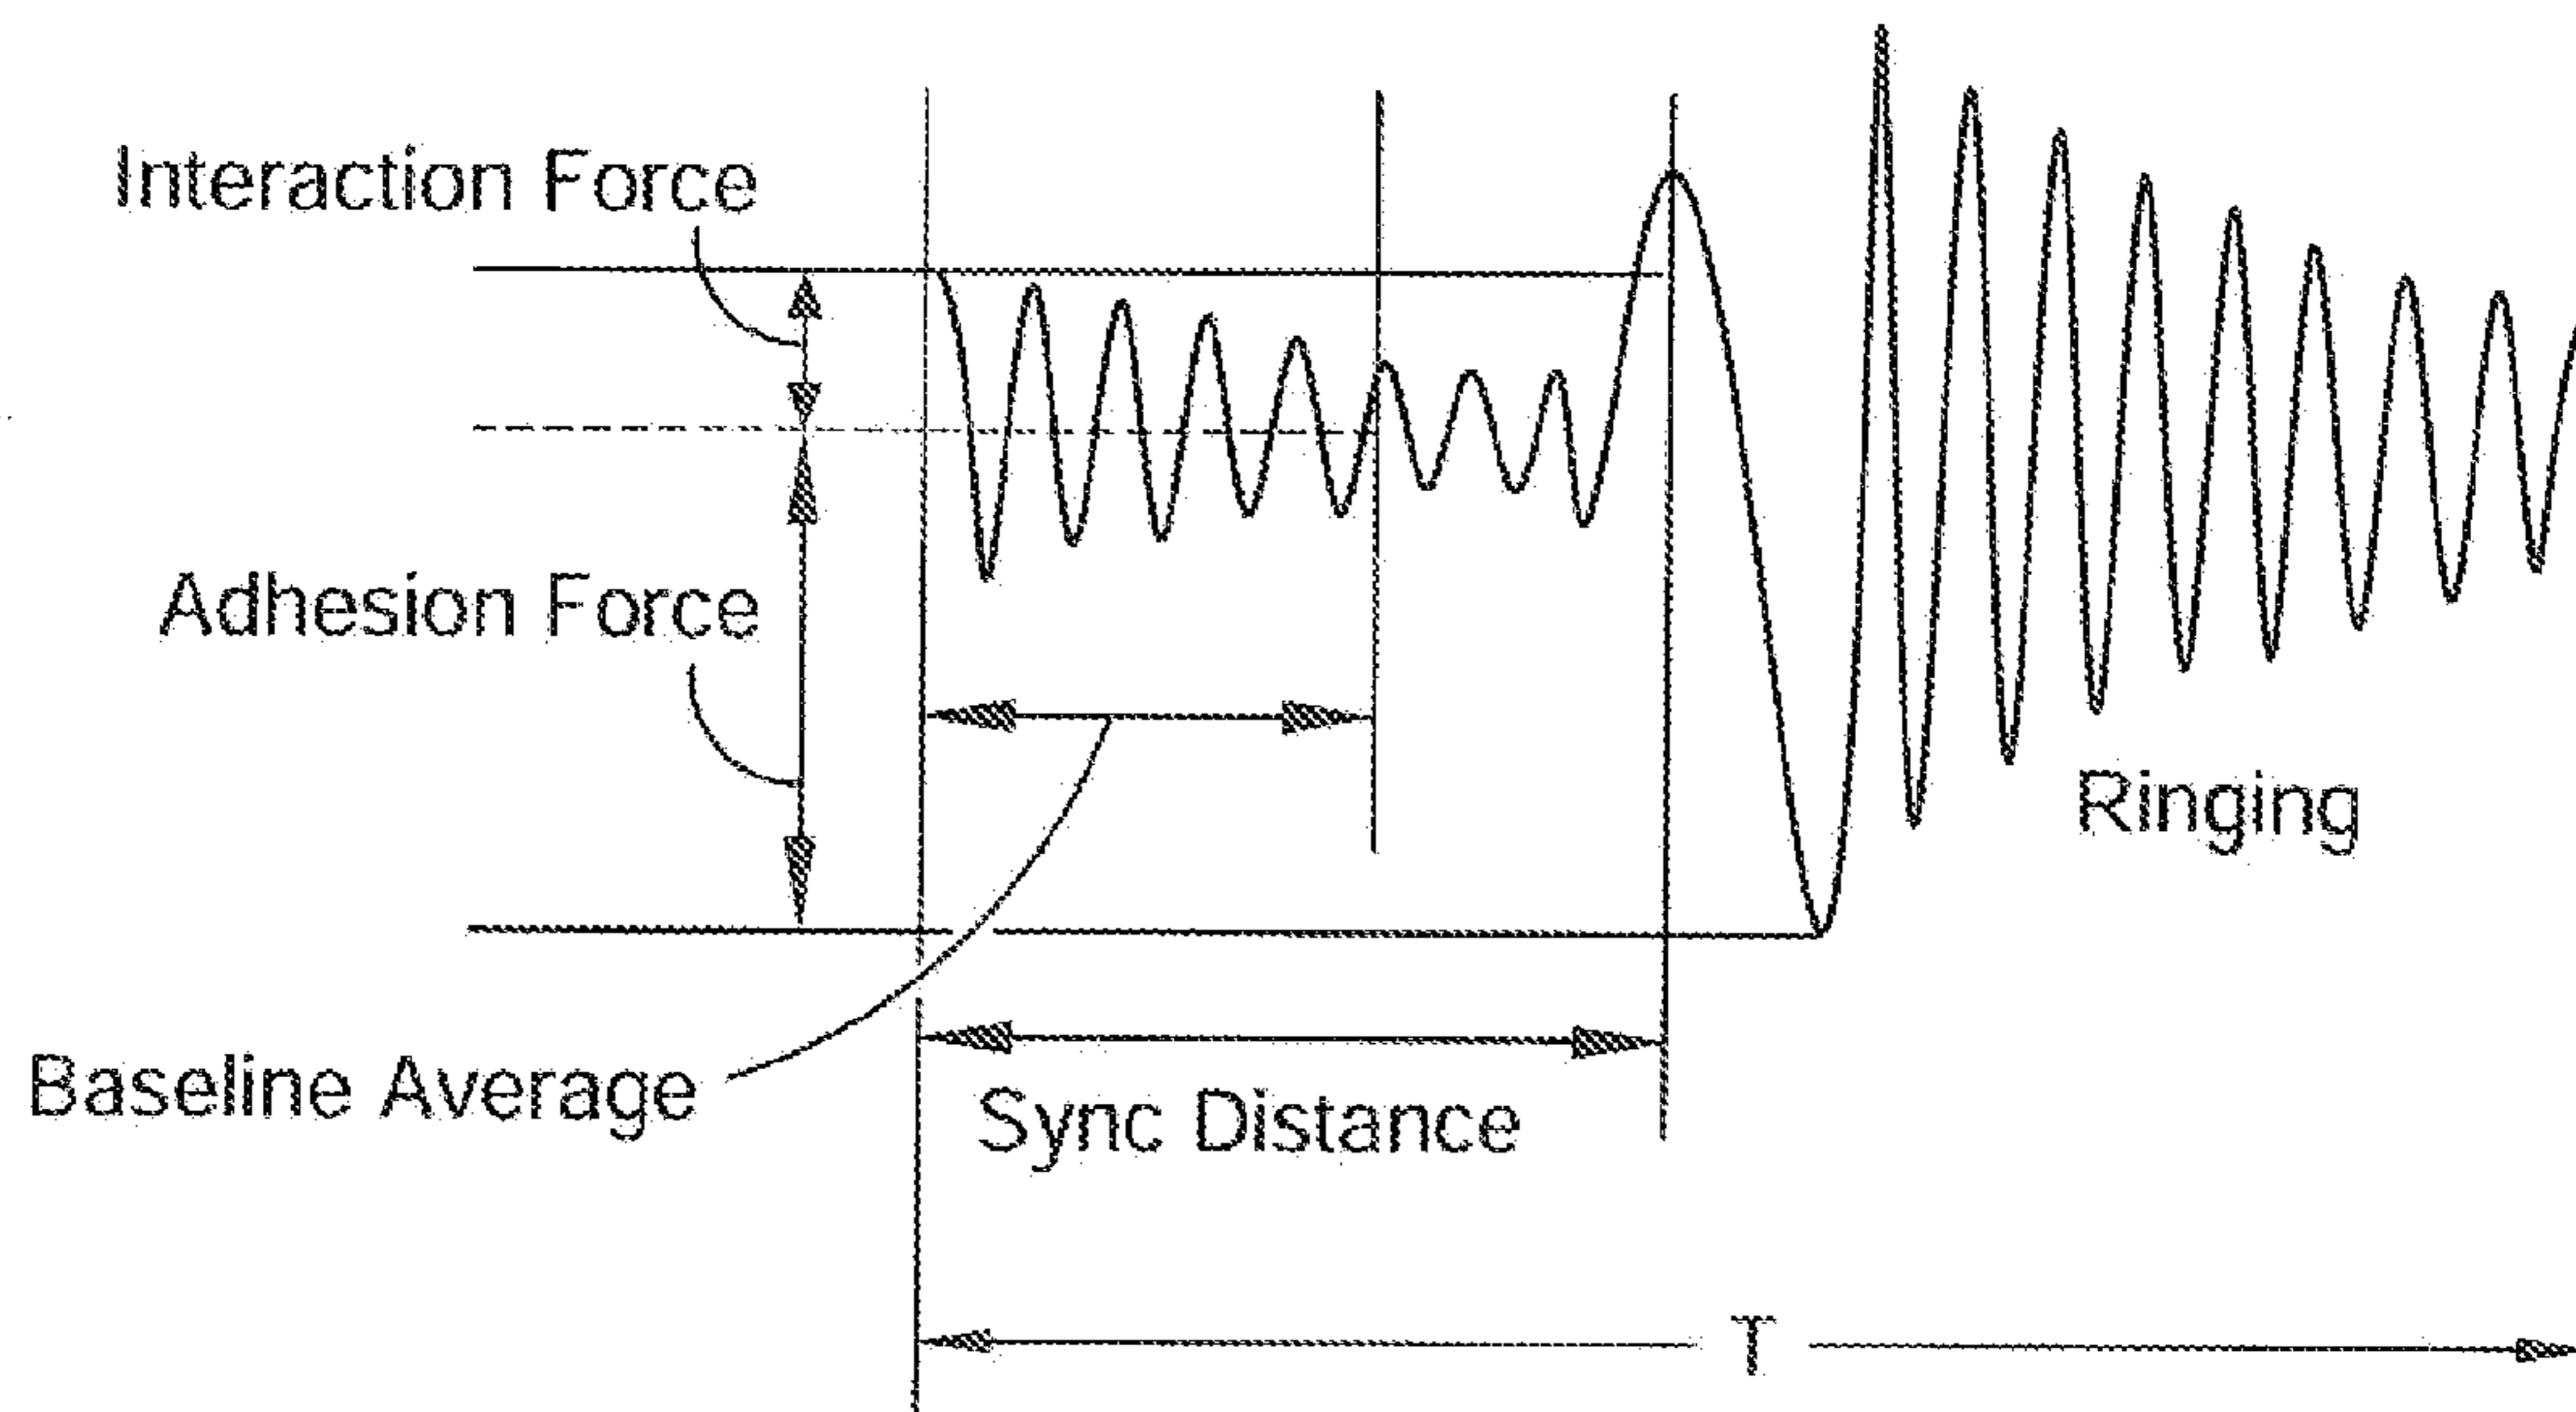 Interaction Force
Adhesion Force
Ringing
Baseline Average
Sync Distance
T